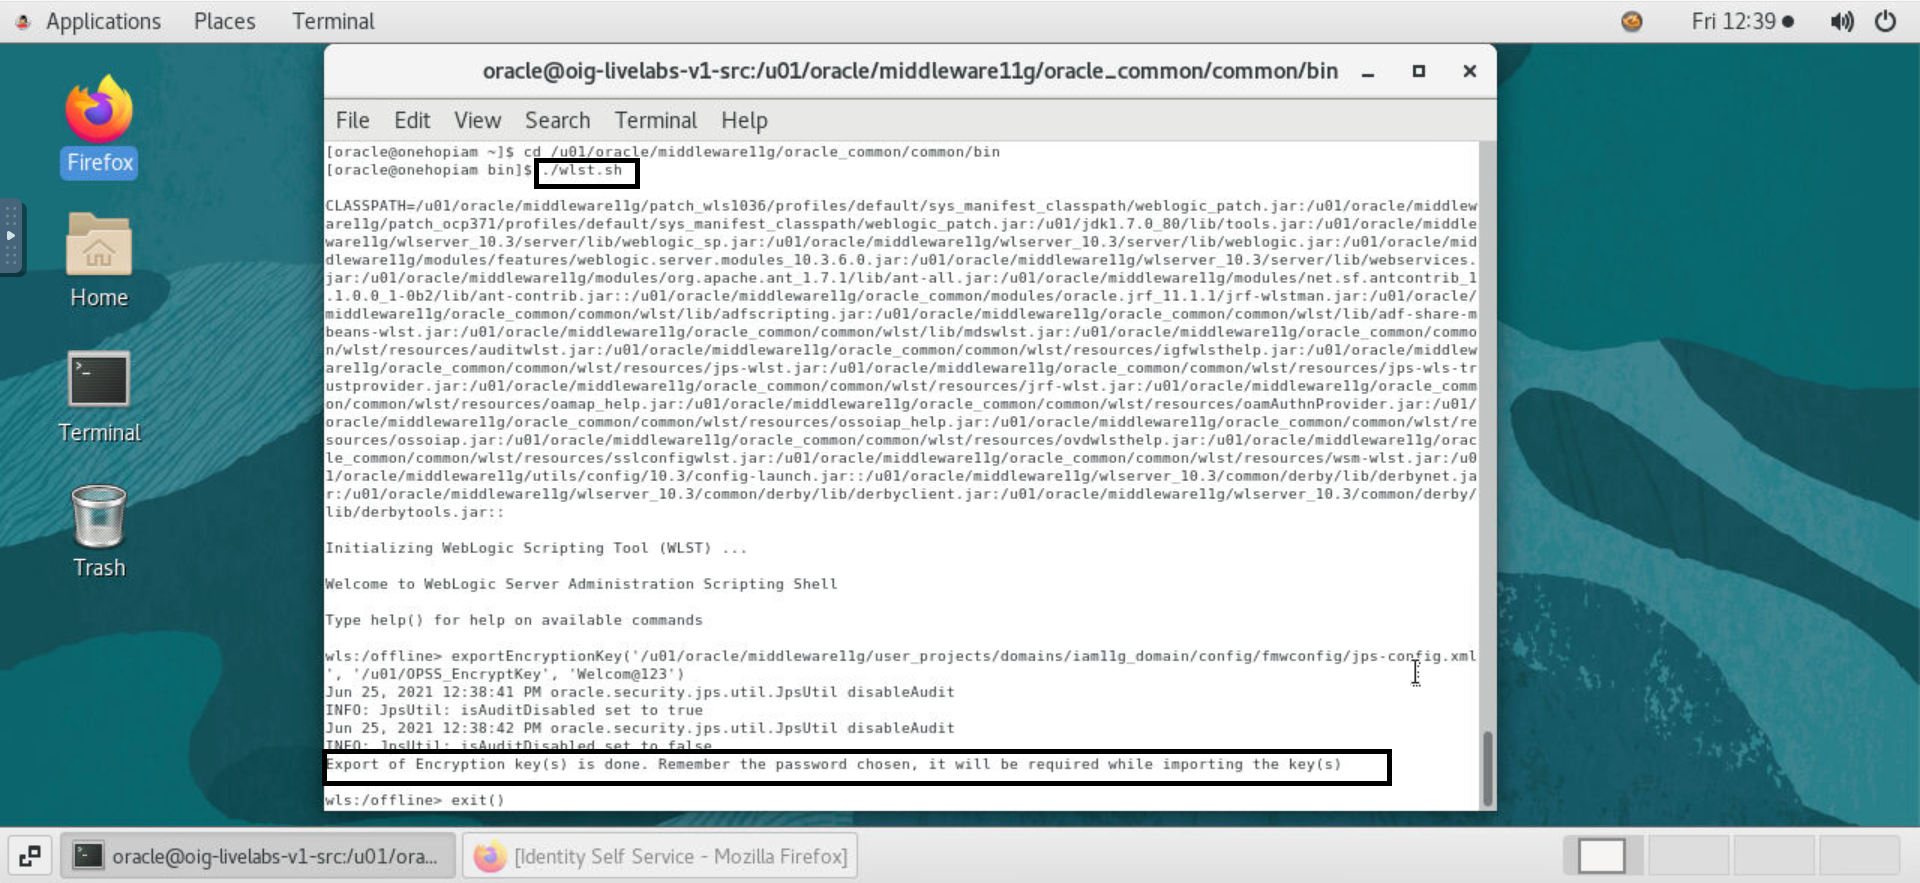 Applications Places Terminal Fri 12:39
oracle@oig-livelabs-v1-src:/u01/oracle/middleware11g/oracle_common/common/bin
File Edit View Search Terminal Help
Firefox
Home
Terminal
Trash
[oracle@onehopiam ~]$ cd /u01/oracle/middleware11g/oracle_common/common/bin
[oracle@onehopiam bin]$ ./wlst.sh
CLASSPATH=/u01/oracle/middleware11g/patch_wls1036/profiles/default/sys_manifest_classpath/weblogic_patch.jar:/u01/oracle/middlew
are11g/patch_ocp371/profiles/default/sys_manifest_classpath/weblogic_patch.jar:/u01/jdk1.7.0_80/lib/tools.jar:/u01/oracle/middle
ware11g/wlserver_10.3/server/lib/weblogic_sp.jar:/u01/oracle/middleware11g/wlserver_10.3/server/lib/weblogic.jar:/u01/oracle/mid
dleware11g/modules/features/weblogic.server.modules_10.3.6.0.jar:/u01/oracle/middleware11g/wlserver_10.3/server/lib/webservices.
jar:/u01/oracle/middleware11g/modules/org.apache.ant_1.7.1/lib/ant-all.jar:/u01/oracle/middleware11g/modules/net.sf.antcontrib_1
.1.0.0_1-0b2/lib/ant-contrib.jar::/u01/oracle/middleware11g/oracle_common/modules/oracle.jrf_11.1.1/jrf-wlstman.jar:/u01/oracle/
middleware11g/oracle_common/common/wlst/lib/adfscripting.jar:/u01/oracle/middleware11g/oracle_common/common/wlst/lib/adf-share-m
beans-wlst.jar:/u01/oracle/middleware11g/oracle_common/common/wlst/lib/mdswlst.jar:/u01/oracle/middleware11g/oracle_common/commo
n/wlst/resources/auditwlst.jar:/u01/oracle/middleware11g/oracle_common/common/wlst/resources/igfwlsthelp.jar:/u01/oracle/middlew
are11g/oracle_common/common/wlst/resources/jps-wlst.jar:/u01/oracle/middleware11g/oracle_common/common/wlst/resources/jps-wls-tr
ustprovider.jar:/u01/oracle/middleware11g/oracle_common/common/wlst/resources/jrf-wlst.jar:/u01/oracle/middleware11g/oracle_comm
on/common/wlst/resources/oamap_help.jar:/u01/oracle/middleware11g/oracle_common/common/wlst/resources/oamAuthnProvider.jar:/u01/
oracle/middleware11g/oracle_common/common/wlst/resources/ossoiap_help.jar:/u01/oracle/middleware11g/oracle_common/common/wlst/re
sources/ossoiap.jar:/u01/oracle/middleware11g/oracle_common/common/wlst/resources/ovdwlsthelp.jar:/u01/oracle/middleware11g/orac
le_common/common/wlst/resources/sslconfigwlst.jar:/u01/oracle/middleware11g/oracle_common/common/wlst/resources/wsm-wlst.jar:/u0
1/oracle/middleware11g/utils/config/10.3/config-launch.jar::/u01/oracle/middleware11g/wlserver_10.3/common/derby/lib/derbynet.ja
r:/u01/oracle/middleware11g/wlserver_10.3/common/derby/lib/derbyclient.jar:/u01/oracle/middleware11g/wlserver_10.3/common/derby/
lib/derbytools.jar::
Initializing WebLogic Scripting Tool (WLST) ...
Welcome to WebLogic Server Administration Scripting Shell
Type help() for help on available commands
wls:/offline> exportEncryptionKey('/u01/oracle/middleware11g/user_projects/domains/iam11g_domain/config/fmwconfig/jps-config.xml
', '/u01/OPSS_EncryptKey', 'Welcom@123')
Jun 25, 2021 12:38:41 PM oracle.security.jps.util.JpsUtil disableAudit
INFO: JpsUtil: isAuditDisabled set to true
Jun 25, 2021 12:38:42 PM oracle.security.jps.util.JpsUtil disableAudit
INFO: JpsUtil: isAuditDisabled set to false
Export of Encryption key(s) is done. Remember the password chosen, it will be required while importing the key(s)
wls:/offline> exit()
oracle@oig-livelabs-v1-src:/u01/ora...
[Identity Self Service - Mozilla Firefox]